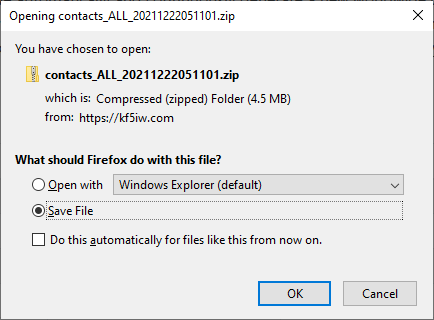 Opening contacts_ALL_20211222051101.zip
You have chosen to open:
contacts_ALL_20211222051101.zip
which is: Compressed (zipped) Folder (4.5 MB)
from: https://kf5iw.com
What should Firefox do with this file?
Open with Windows Explorer (default)
Save File
Do this automatically for files like this from now on.
OK Cancel